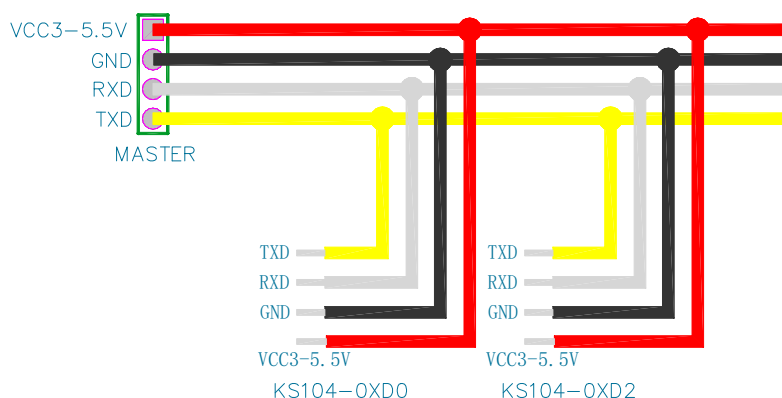 VCC3-5.5V
GND
RXD
TXD
MASTER
TXD
RXD
GND
VCC3-5.5V
KS104-0XD0
TXD
RXD
GND
VCC3-5.5V
KS104-0XD2